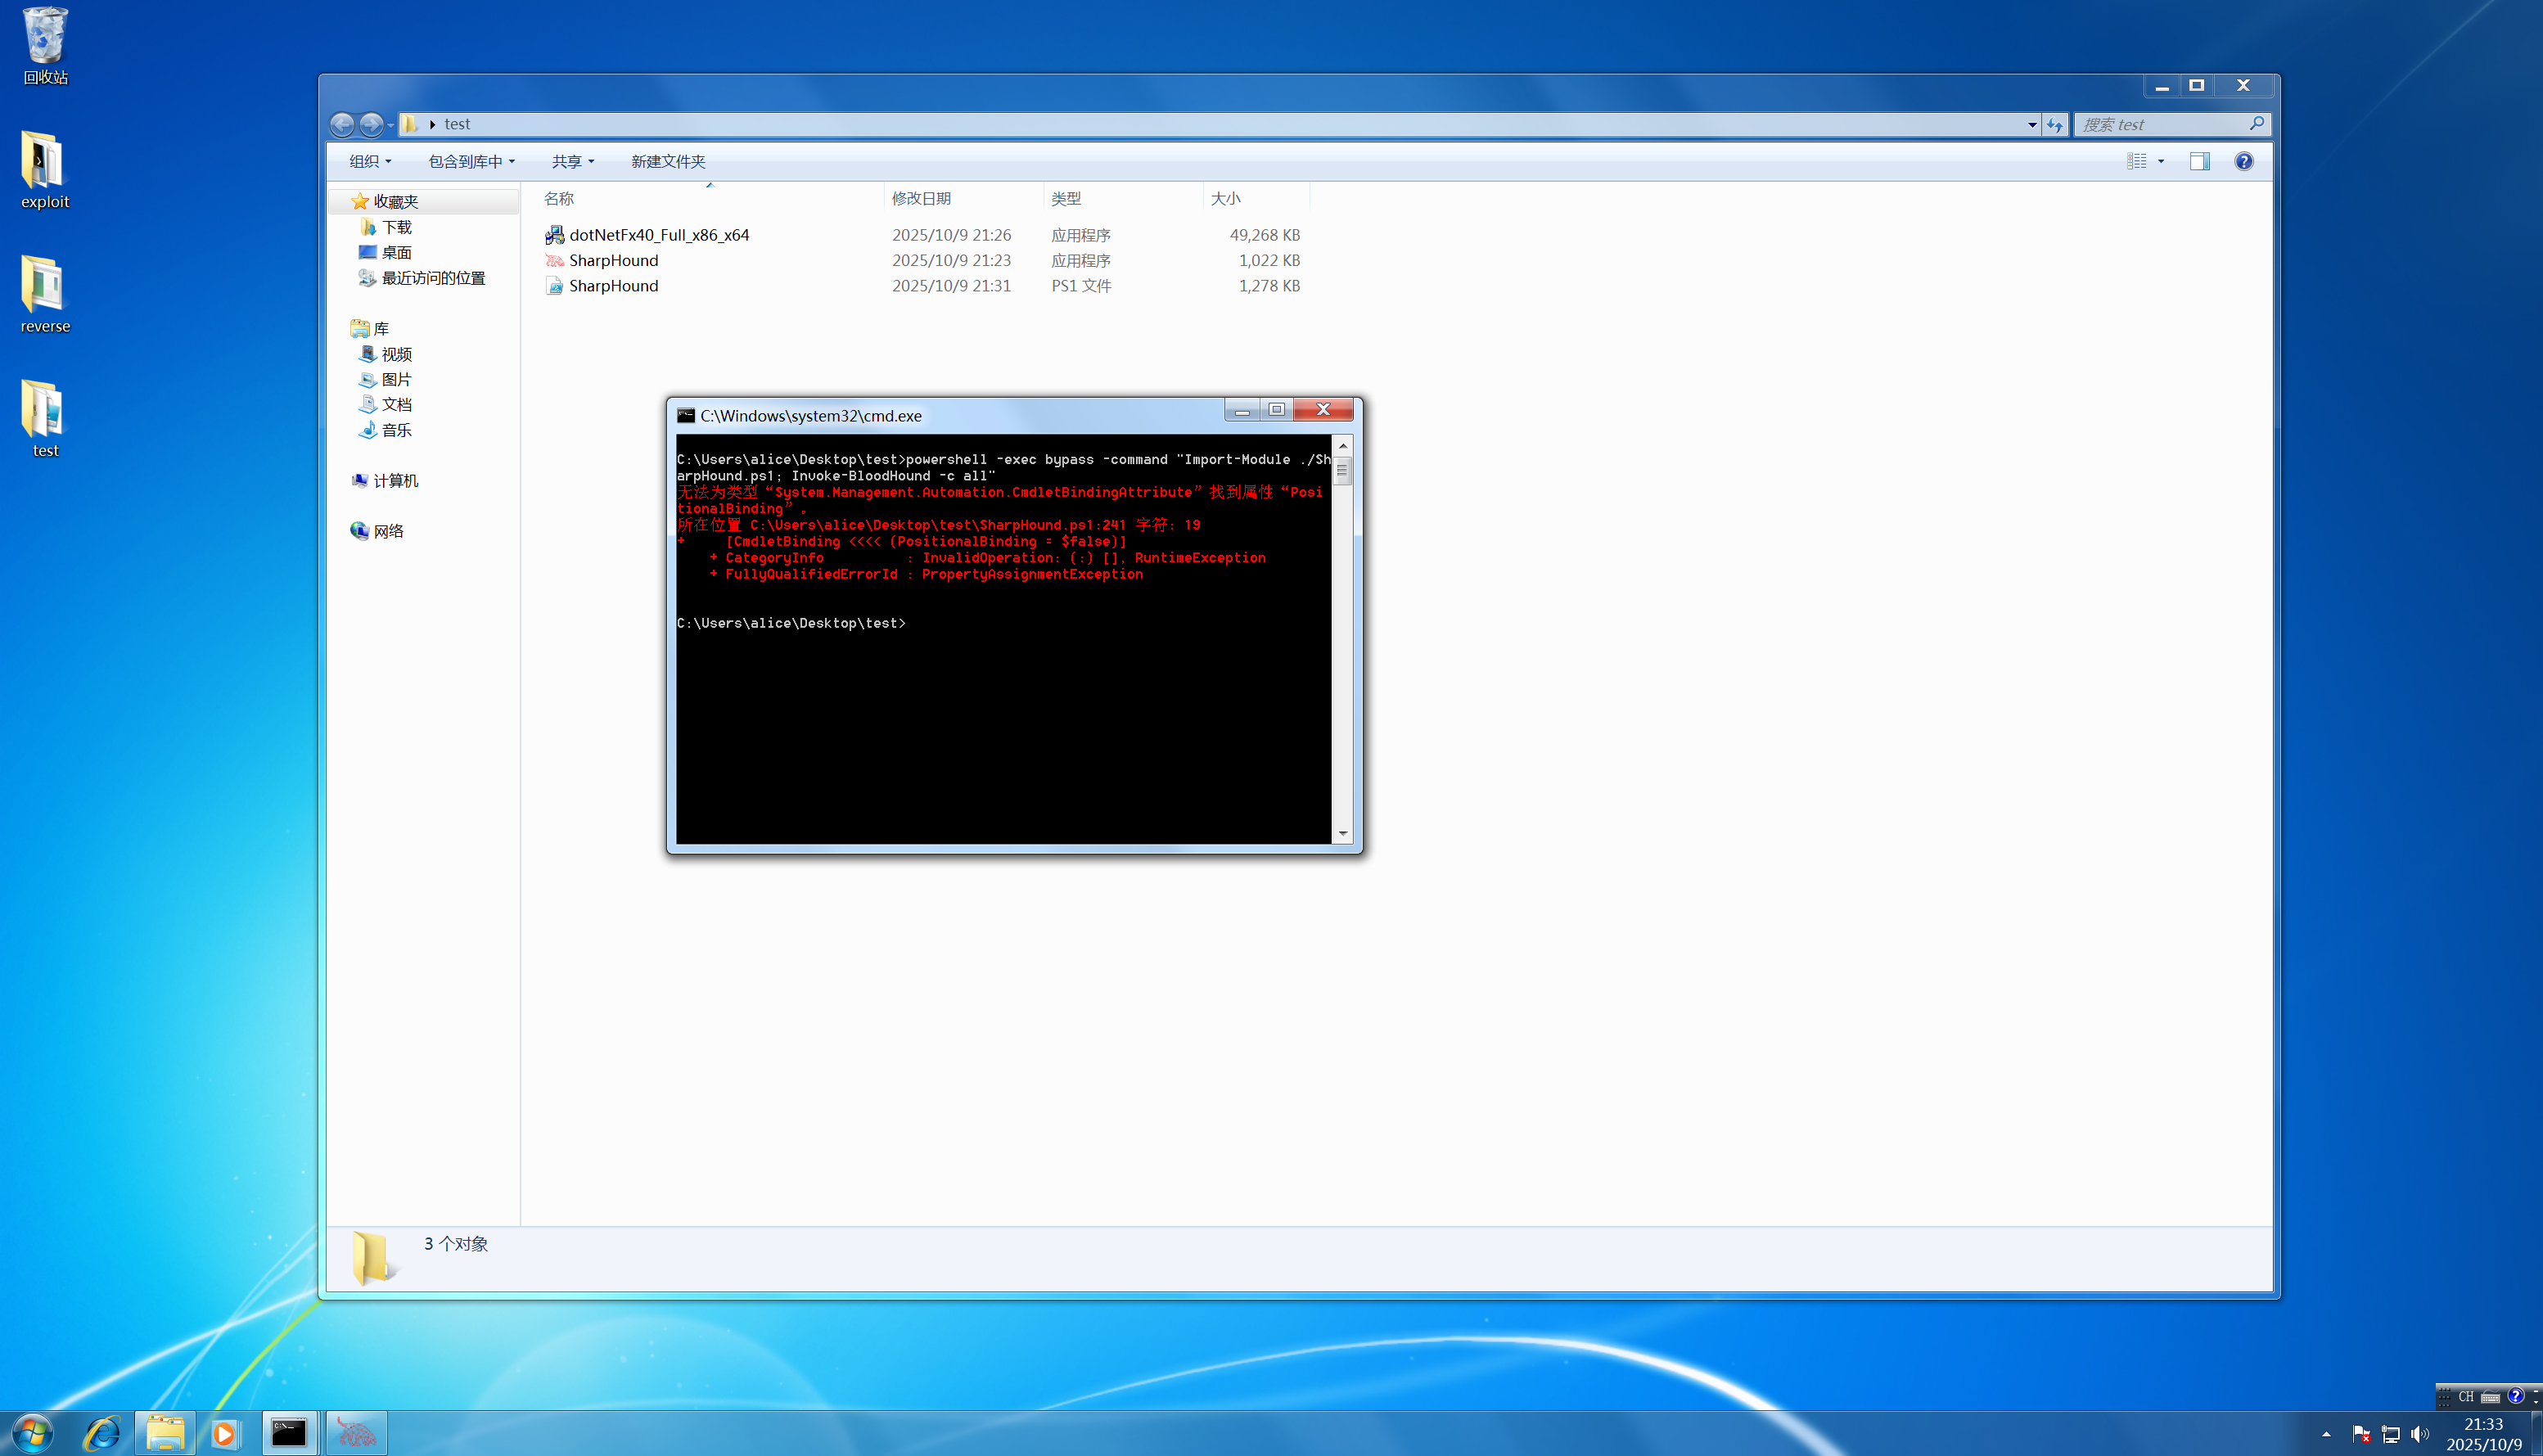 回收站
exploit
reverse
test
test
搜索 test
组织
包含到库中
共享
新建文件夹
收藏夹
下载
桌面
最近访问的位置
库
视频
图片
文档
音乐
计算机
网络
名称 修改日期 类型 大小
dotNetFx40_Full_x86_x64 2025/10/9 21:26 应用程序 49,268 KB
SharpHound 2025/10/9 21:23 应用程序 1,022 KB
SharpHound 2025/10/9 21:31 PS1 文件 1,278 KB
C:\Windows\system32\cmd.exe
C:\Users\alice\Desktop\test>powershell -exec bypass -command "Import-Module ./Sh
arpHound.ps1; Invoke-BloodHound -c all"
无法为类型“System.Management.Automation.CmdletBindingAttribute”找到属性“Posi
tionalBinding”。
所在位置 C:\Users\alice\Desktop\test\SharpHound.ps1:241 字符: 19
+     [CmdletBinding <<<< (PositionalBinding = $false)]
    + CategoryInfo          : InvalidOperation: (:) [], RuntimeException
    + FullyQualifiedErrorId : PropertyAssignmentException
C:\Users\alice\Desktop\test>
3 个对象
CH
21:33
2025/10/9